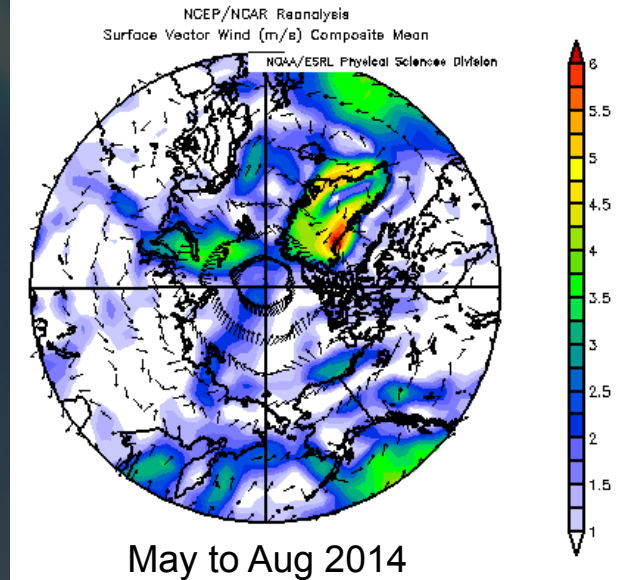 NCEP/NCAR Reanalysis
Surface Vector Wind (m/s) Composite Mean
NOAA/ESRL Physical Sciences Division
6
5.5
5
4.5
4
3.5
3
2.5
2
1.5
1
May to Aug 2014